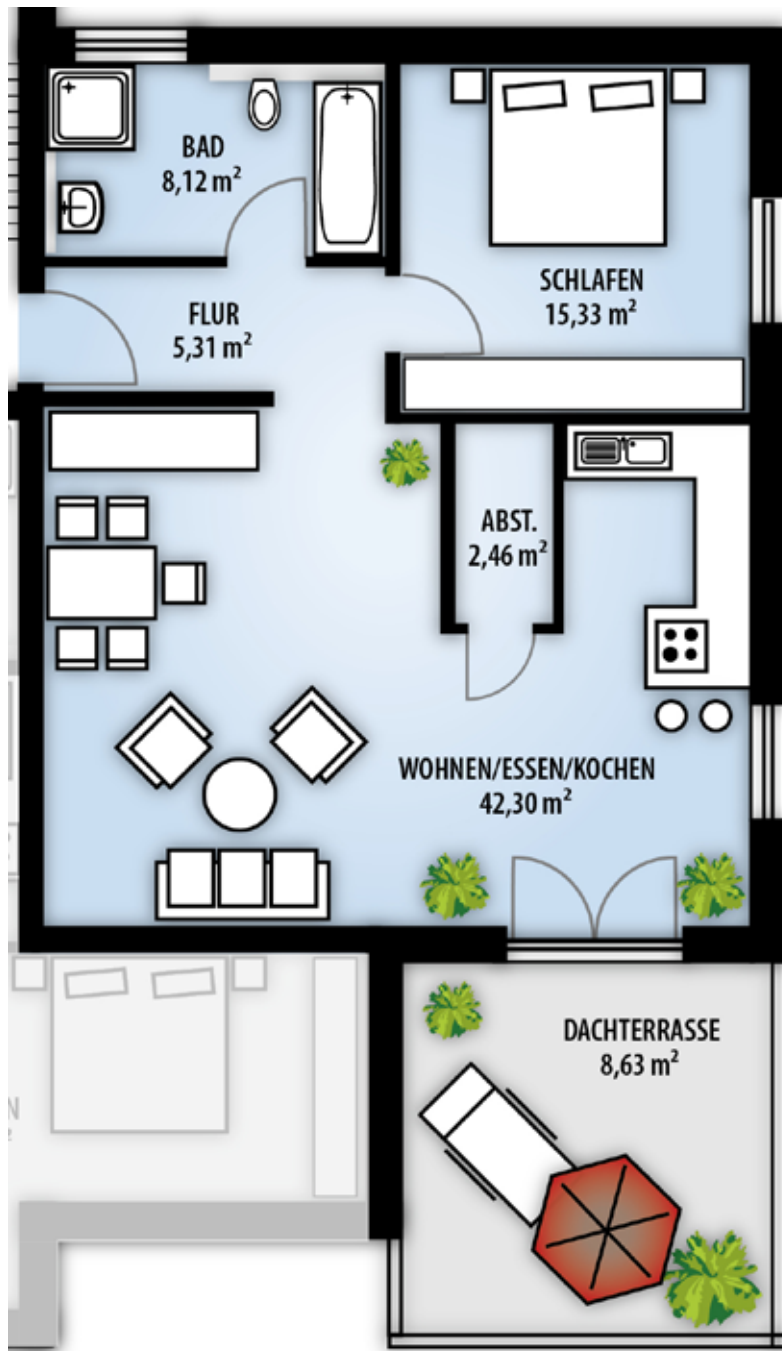 BAD
8,12 m²
SCHLAFEN
15,33 m²
FLUR
5,31 m²
ABST.
2,46 m²
WOHNEN/ESSEN/KOCHEN
42,30 m²
DACHTERRASSE
8,63 m²
N